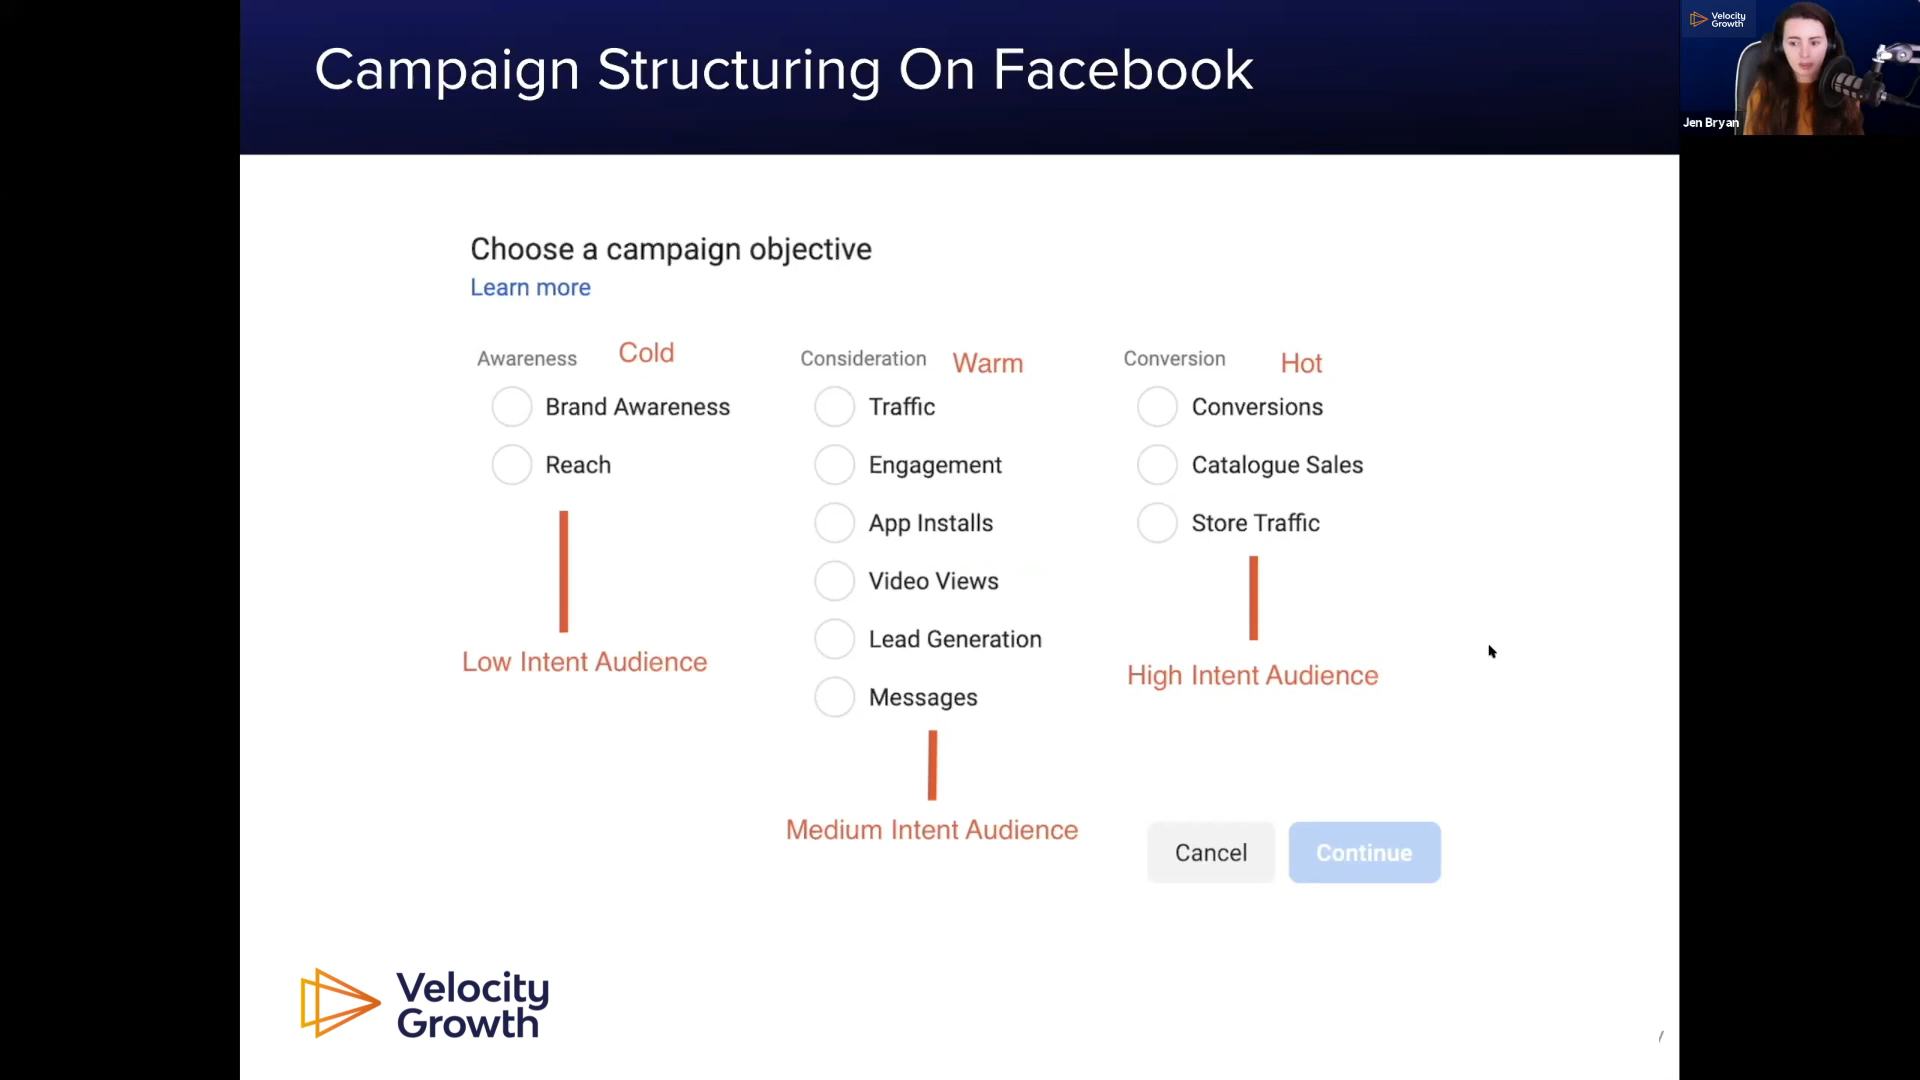 Campaign Structuring On Facebook
Velocity
Growth
Jen Bryan
Choose a campaign objective
Learn more
Awareness Cold
Brand Awareness
Reach
Low Intent Audience
Consideration Warm
Traffic
Engagement
App Installs
Video Views
Lead Generation
Messages
Medium Intent Audience
Conversion Hot
Conversions
Catalogue Sales
Store Traffic
High Intent Audience
Cancel
Continue
Velocity
Growth